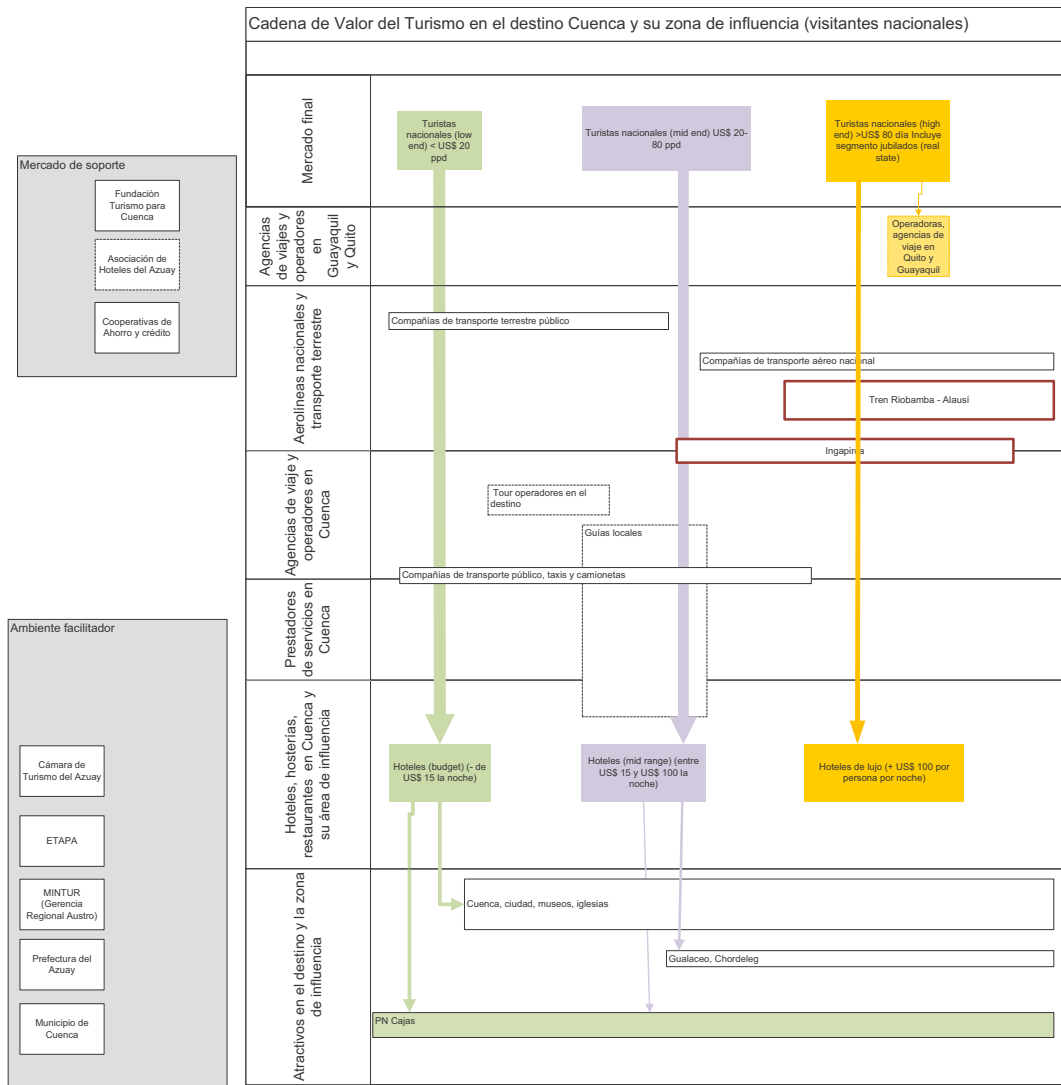 Cadena de Valor del Turismo en el destino Cuenca y su zona de influencia (visitantes nacionales)
Mercado final
Turistas
nacionales (low
end) < US$ 20
ppd
Turistas nacionales (mid end) US$ 20-
80 ppd
Turistas nacionales (high
end) >US$ 80 día Incluye
segmento jubilados (real
state)
Mercado de soporte
Fundación
Turismo para
Cuenca
Asociación de
Hoteles del Azuay
Cooperativas de
Ahorro y crédito
Agencias
de viajes y
operadores
en
Guayaquil
y Quito
Operadoras,
agencias de
viaje en
Quito y
Guayaquil
Aerolíneas nacionales y
transporte terrestre
Compañías de transporte terrestre público
Compañías de transporte aéreo nacional
Tren Riobamba - Alausí
Ingapirca
Agencias de viaje y
operadores en
Cuenca
Tour operadores en el
destino
Guías locales
Compañías de transporte público, taxis y camionetas
Prestadores
de servicios en
Cuenca
Ambiente facilitador
Cámara de
Turismo del Azuay
ETAPA
MINTUR
(Gerencia
Regional Austro)
Prefectura del
Azuay
Municipio de
Cuenca
Hoteles, hosterías,
restaurantes en Cuenca y
su área de influencia
Hoteles (budget) (- de
US$ 15 la noche)
Hoteles (mid range) (entre
US$ 15 y US$ 100 la
noche)
Hoteles de lujo (+ US$ 100 por
persona por noche)
Atractivos en el destino y la zona
de influencia
Cuenca, ciudad, museos, iglesias
Gualaceo, Chordeleg
PN Cajas